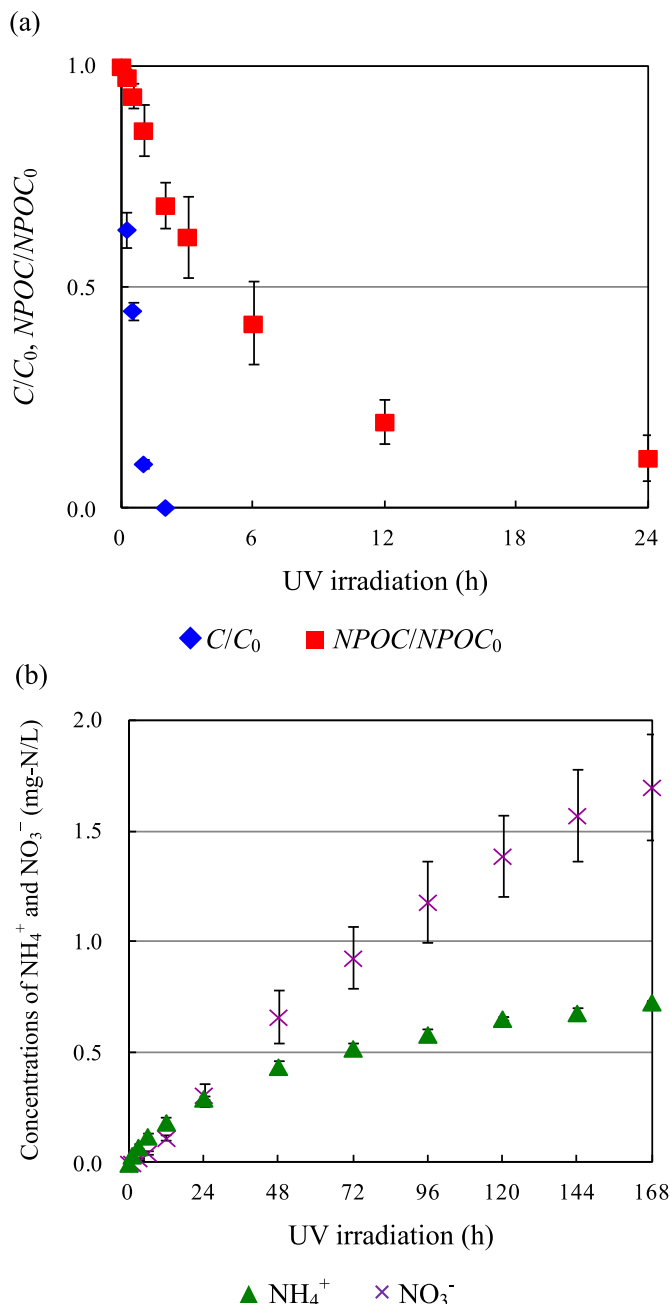 (a)
C/C₀, NPOC/NPOC₀
1.0
0.5
0.0
0 6 12 18 24
UV irradiation (h)
C/C₀ NPOC/NPOC₀
(b)
Concentrations of NH₄⁺ and NO₃⁻ (mg-N/L)
2.0
1.5
1.0
0.5
0.0
0 24 48 72 96 120 144 168
UV irradiation (h)
NH₄⁺ NO₃⁻